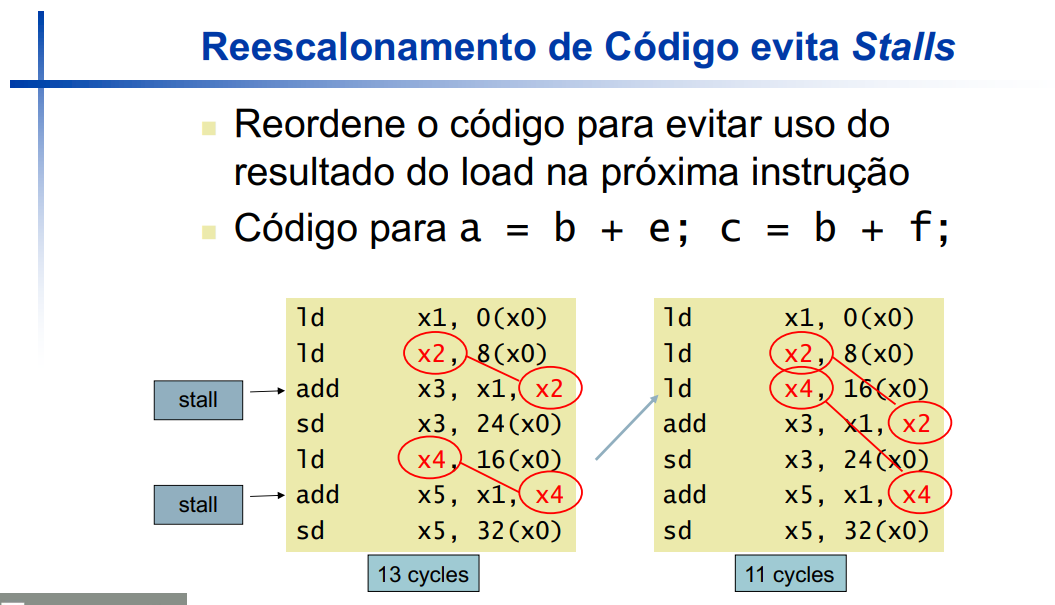 Reescalonamento de Código evita Stalls
Reordene o código para evitar uso do
resultado do load na próxima instrução
Código para a = b + e; c = b + f;
ld x1, 0(x0)
ld x2, 8(x0)
stall
add x3, x1, x2
sd x3, 24(x0)
ld x4, 16(x0)
stall
add x5, x1, x4
sd x5, 32(x0)
13 cycles
ld x1, 0(x0)
ld x2, 8(x0)
ld x4, 16(x0)
add x3, x1, x2
sd x3, 24(x0)
add x5, x1, x4
sd x5, 32(x0)
11 cycles